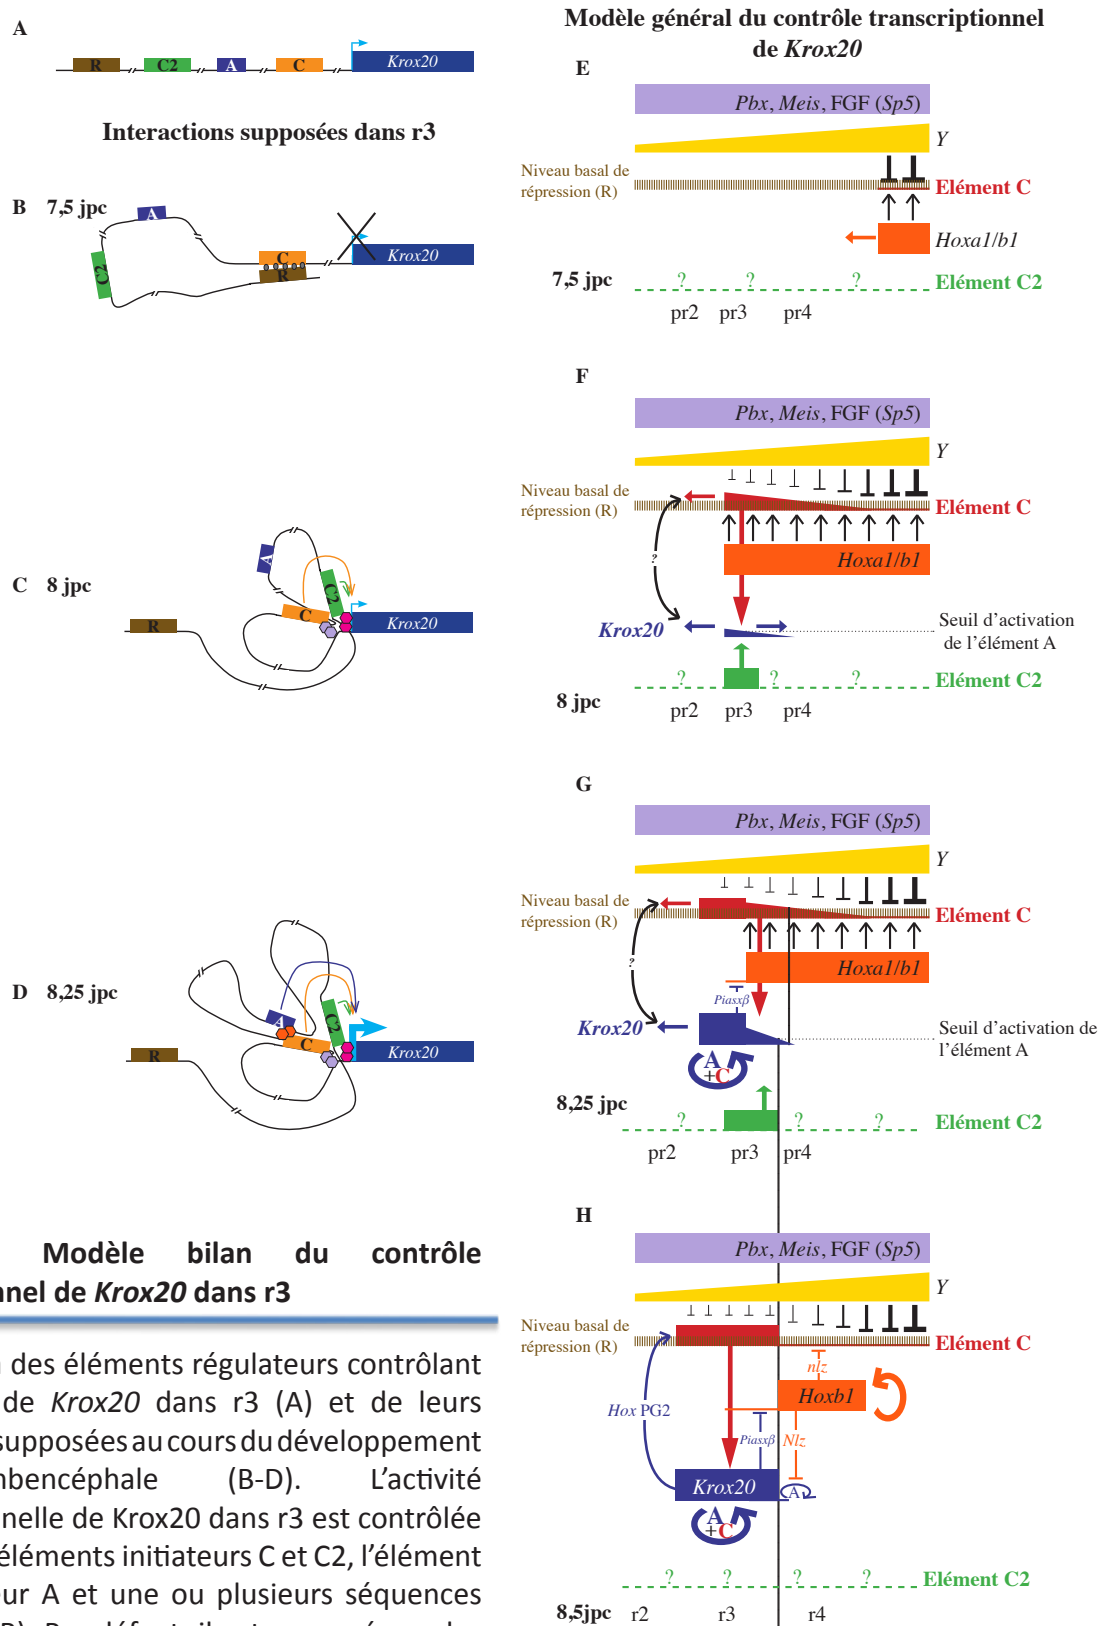 A
R C2 A C Krox20
Interactions supposées dans r3
B 7,5 jpc
A
C2
C
R
Krox20
C 8 jpc
A
C2
C
R
Krox20
D 8,25 jpc
A
C2
C
R
Krox20
Modèle bilan du contrôle
nnel de Krox20 dans r3
des éléments régulateurs contrôlant
de Krox20 dans r3 (A) et de leurs
supposées au cours du développement
mbencéphale (B-D). L’activité
nnelle de Krox20 dans r3 est contrôlée
éléments initiateurs C et C2, l’élément
ur A et une ou plusieurs séquences
Modèle général du contrôle transcriptionnel
de Krox20
E
Pbx, Meis, FGF (Sp5)
Y
Niveau basal de
répression (R)
Elément C
Hoxa1/b1
7,5 jpc
? ? ?
Elément C2
pr2 pr3 pr4
F
Pbx, Meis, FGF (Sp5)
Y
Niveau basal de
répression (R)
Elément C
Hoxa1/b1
?
Krox20
Seuil d’activation
de l’élément A
? ? ?
Elément C2
8 jpc
pr2 pr3 pr4
G
Pbx, Meis, FGF (Sp5)
Y
Niveau basal de
répression (R)
Elément C
Hoxa1/b1
?
Piasxβ
Krox20
Seuil d’activation de
l’élément A
A
+C
8,25 jpc
? ? ?
Elément C2
pr2 pr3 pr4
H
Pbx, Meis, FGF (Sp5)
Y
Niveau basal de
répression (R)
Elément C
nlz
Hoxb1
Hox PG2
Piasxβ Nlz
Krox20
A
A
+C
? ? ? ?
Elément C2
8,5jpc r2 r3 r4